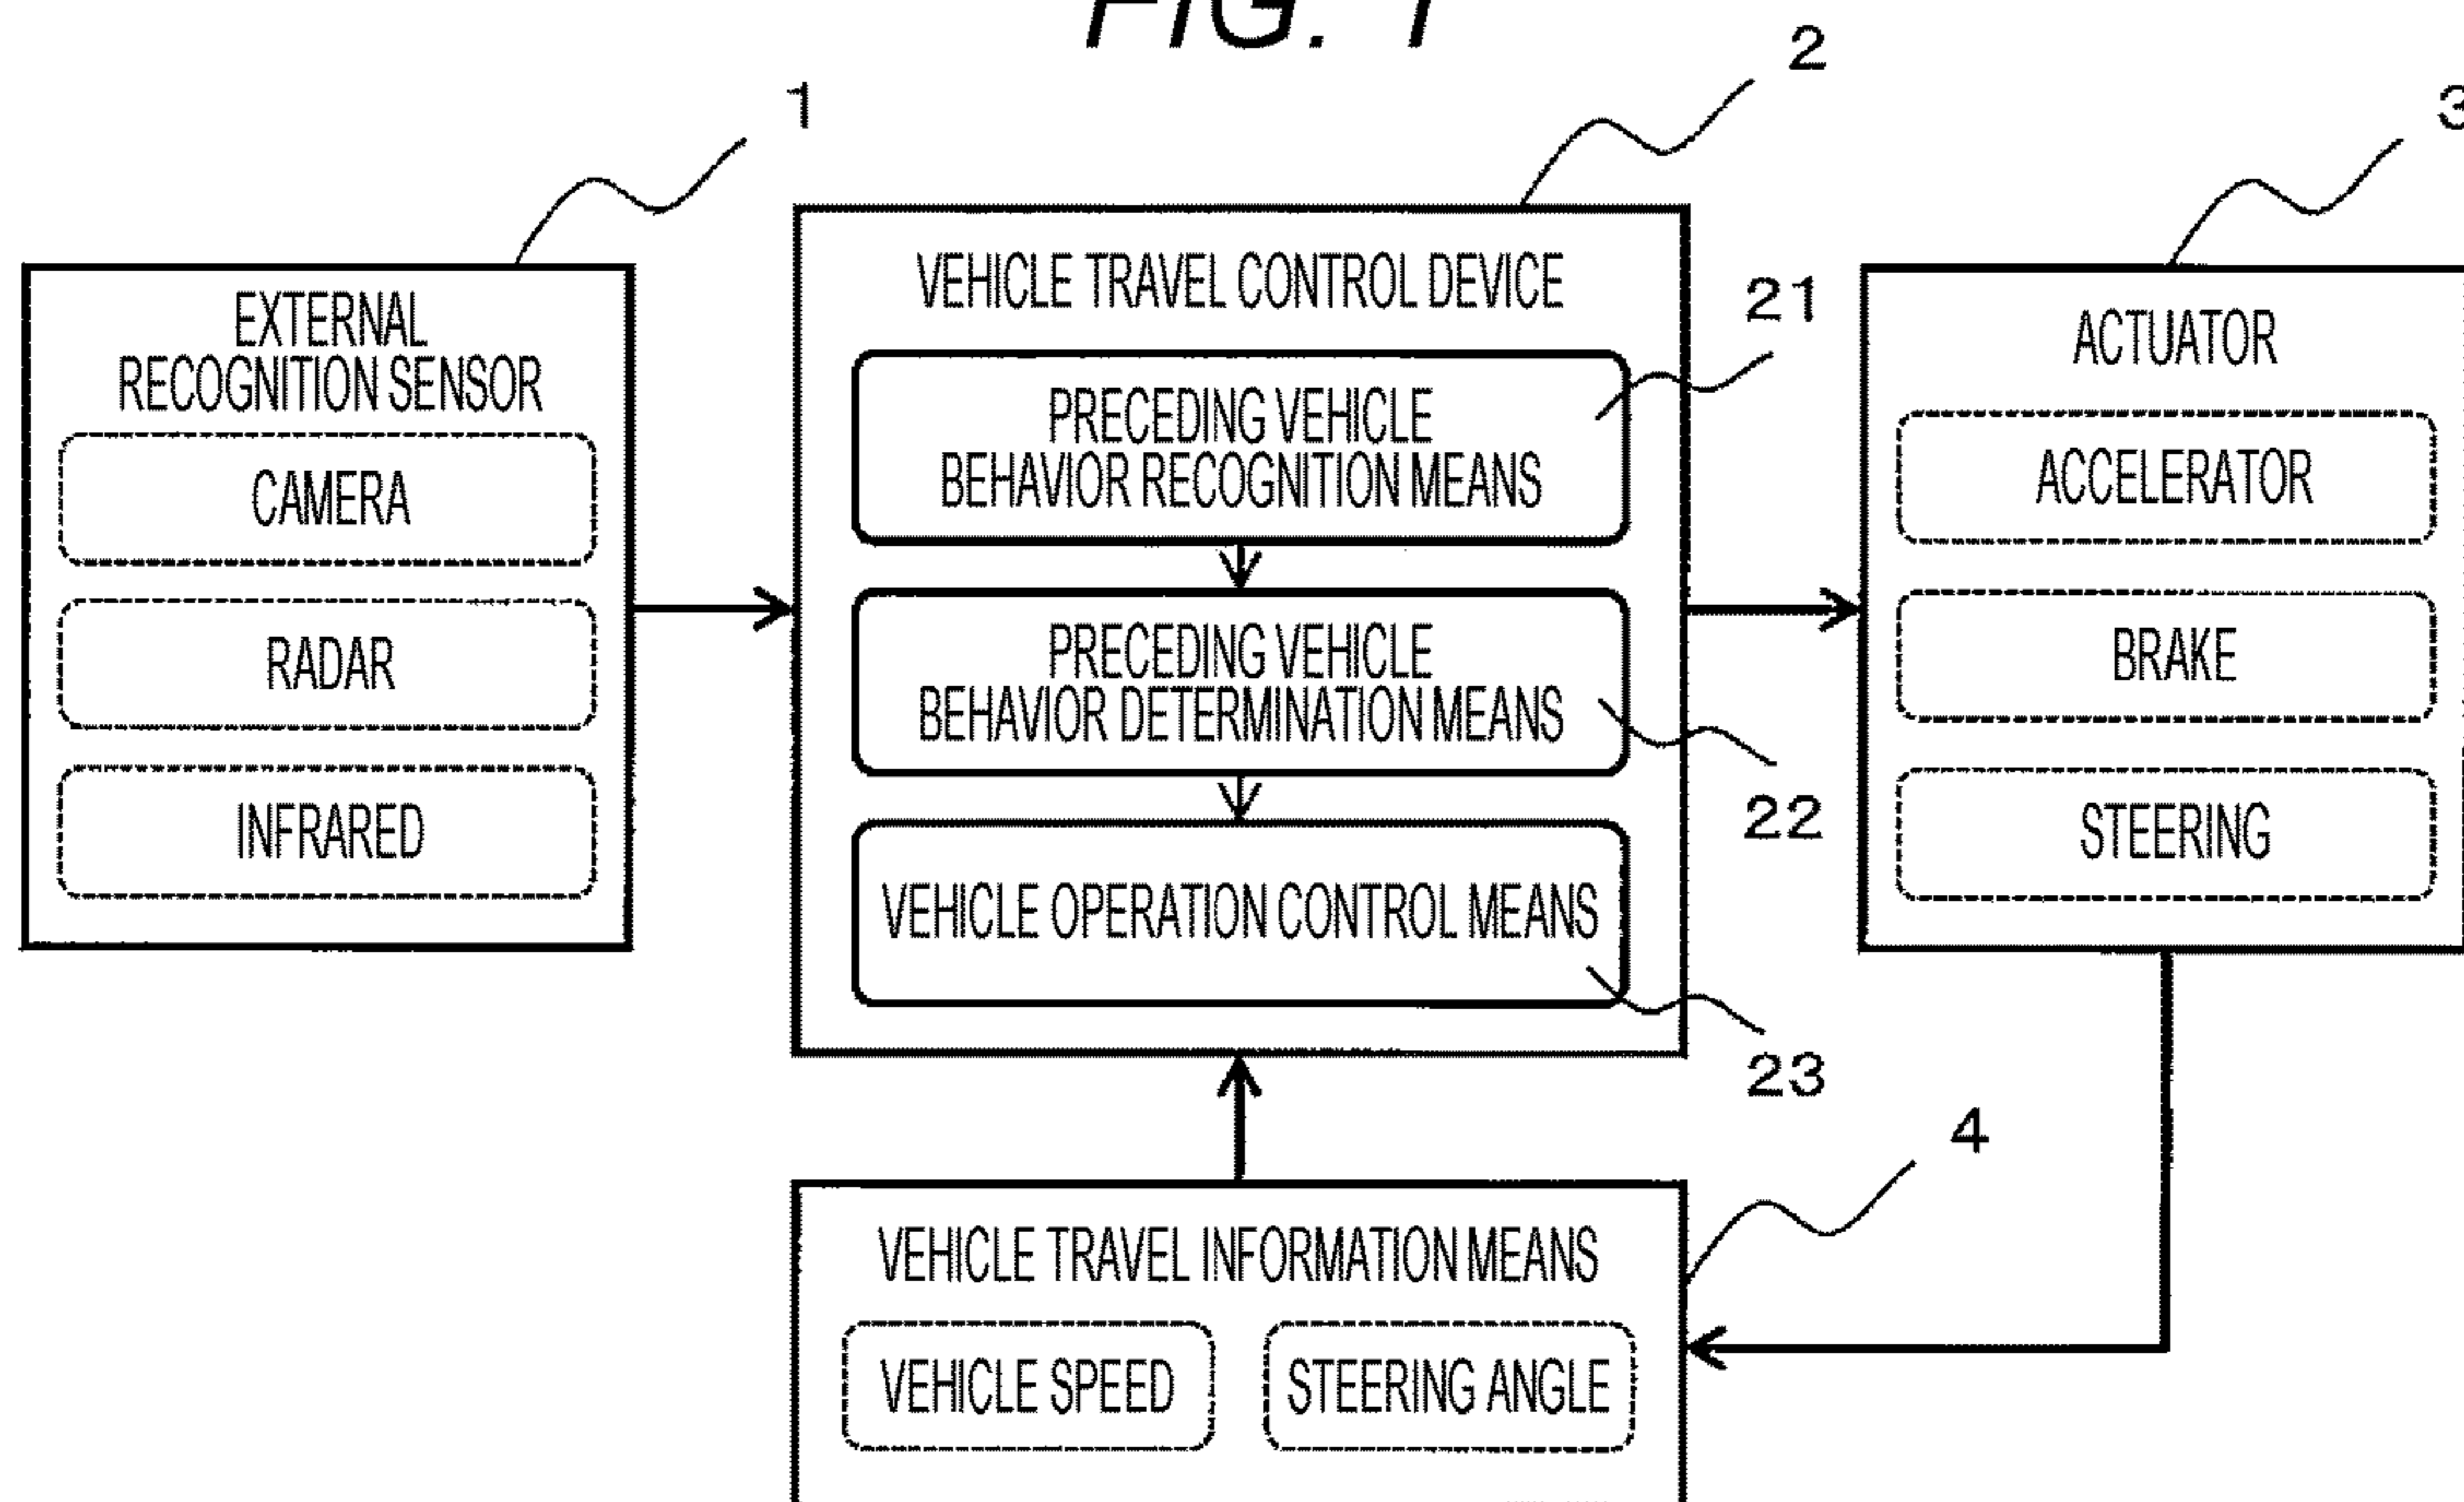 FIG. 1
1
2
3
EXTERNAL
RECOGNITION SENSOR
CAMERA
RADAR
INFRARED
VEHICLE TRAVEL CONTROL DEVICE
21
PRECEDING VEHICLE
BEHAVIOR RECOGNITION MEANS
PRECEDING VEHICLE
BEHAVIOR DETERMINATION MEANS
22
VEHICLE OPERATION CONTROL MEANS
23
ACTUATOR
ACCELERATOR
BRAKE
STEERING
4
VEHICLE TRAVEL INFORMATION MEANS
VEHICLE SPEED
STEERING ANGLE